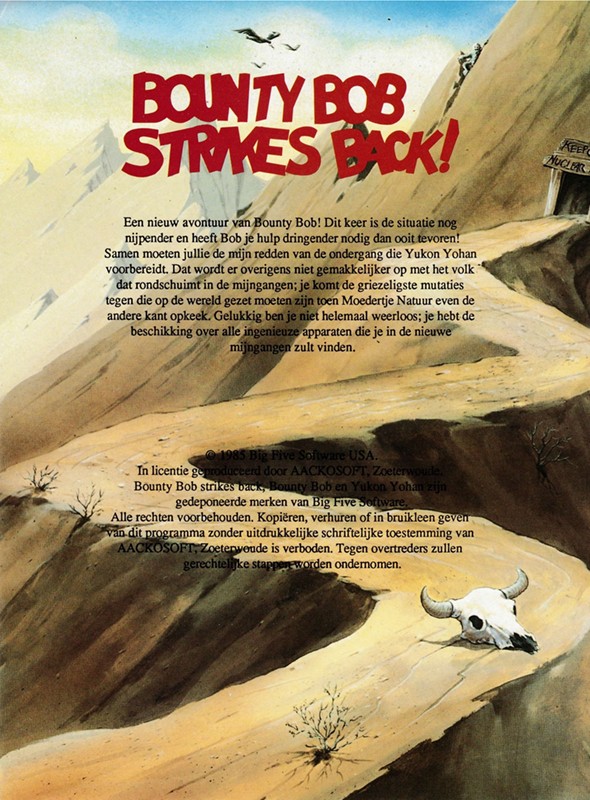 BOUNTY BOB
STRIKES BACK!
KEEP O
NUCLEAR
Een nieuw avontuur van Bounty Bob! Dit keer is de situatie nog
nijpender en heeft Bob je hulp dringender nodig dan ooit tevoren!
Samen moeten jullie de mijn redden van de ondergang die Yukon Yohan
voorbereidt. Dat wordt er overigens niet gemakkelijker op met het volk
dat rondschuimt in de mijngangen; je komt de griezeligste mutaties
tegen die op de wereld gezet moeten zijn toen Moedertje Natuur even de
andere kant opkeek. Gelukkig ben je niet helemaal weerloos; je hebt de
beschikking over alle ingenieuze apparaten die je in de nieuwe
mijngangen zult vinden.
© 1985 Big Five Software USA.
In licentie geproduceerd door AACKOSOFT, Zoeterwoude.
Bounty Bob strikes back, Bounty Bob en Yukon Yohan zijn
gedeponeerde merken van Big Five Software.
Alle rechten voorbehouden. Kopiëren, verhuren of in bruikleen geven
van dit programma zonder uitdrukkelijke schriftelijke toestemming van
AACKOSOFT, Zoeterwoude is verboden. Tegen overtreders zullen
gerechtelijke stappen worden ondernomen.